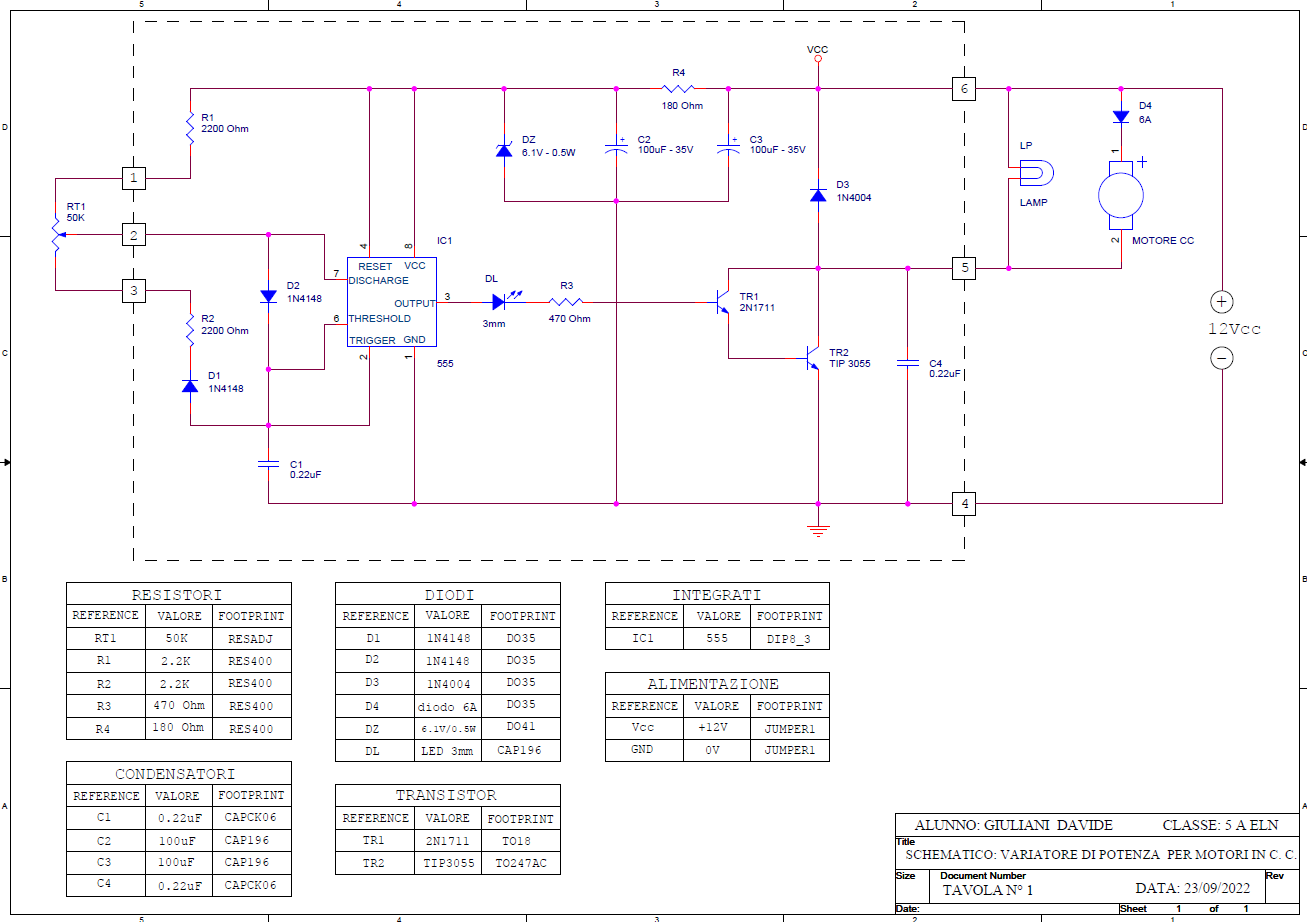 5 4 3 2 1
VCC
R4
180 Ohm
6
D4
6A
R1
2200 Ohm
D
D
DZ
6.1V - 0.5W
+
C2
100uF - 35V
+
C3
100uF - 35V
1
+
LP
LAMP
1
RT1
50K
D3
1N4004
2
2
MOTORE CC
4
8
IC1
5
RESET VCC
7
DISCHARGE
3
D2
1N4148
DL
3mm
R3
470 Ohm
OUTPUT
3
TR1
2N1711
+
12Vcc
−
R2
2200 Ohm
6
THRESHOLD
TRIGGER GND
2
1
555
C
C
TR2
TIP 3055
C4
0.22uF
D1
1N4148
C1
0.22uF
4
B
B
RESISTORI
REFERENCE VALORE FOOTPRINT
RT1 50K RESADJ
R1 2.2K RES400
R2 2.2K RES400
R3 470 Ohm RES400
R4 180 Ohm RES400
CONDENSATORI
REFERENCE VALORE FOOTPRINT
C1 0.22uF CAPCK06
C2 100uF CAP196
C3 100uF CAP196
C4 0.22uF CAPCK06
DIODI
REFERENCE VALORE FOOTPRINT
D1 1N4148 DO35
D2 1N4148 DO35
D3 1N4004 DO35
D4 diodo 6A DO35
DZ 6.1V/0.5W DO41
DL LED 3mm CAP196
TRANSISTOR
REFERENCE VALORE FOOTPRINT
TR1 2N1711 TO18
TR2 TIP3055 TO247AC
INTEGRATI
REFERENCE VALORE FOOTPRINT
IC1 555 DIP8_3
ALIMENTAZIONE
REFERENCE VALORE FOOTPRINT
Vcc +12V JUMPER1
GND 0V JUMPER1
A
A
ALUNNO: GIULIANI DAVIDE CLASSE: 5 A ELN
Title
SCHEMATICO: VARIATORE DI POTENZA PER MOTORI IN C. C.
Size Document Number Rev
TAVOLA N° 1 DATA: 23/09/2022
Date: Sheet 1 of 1
5 4 3 2 1